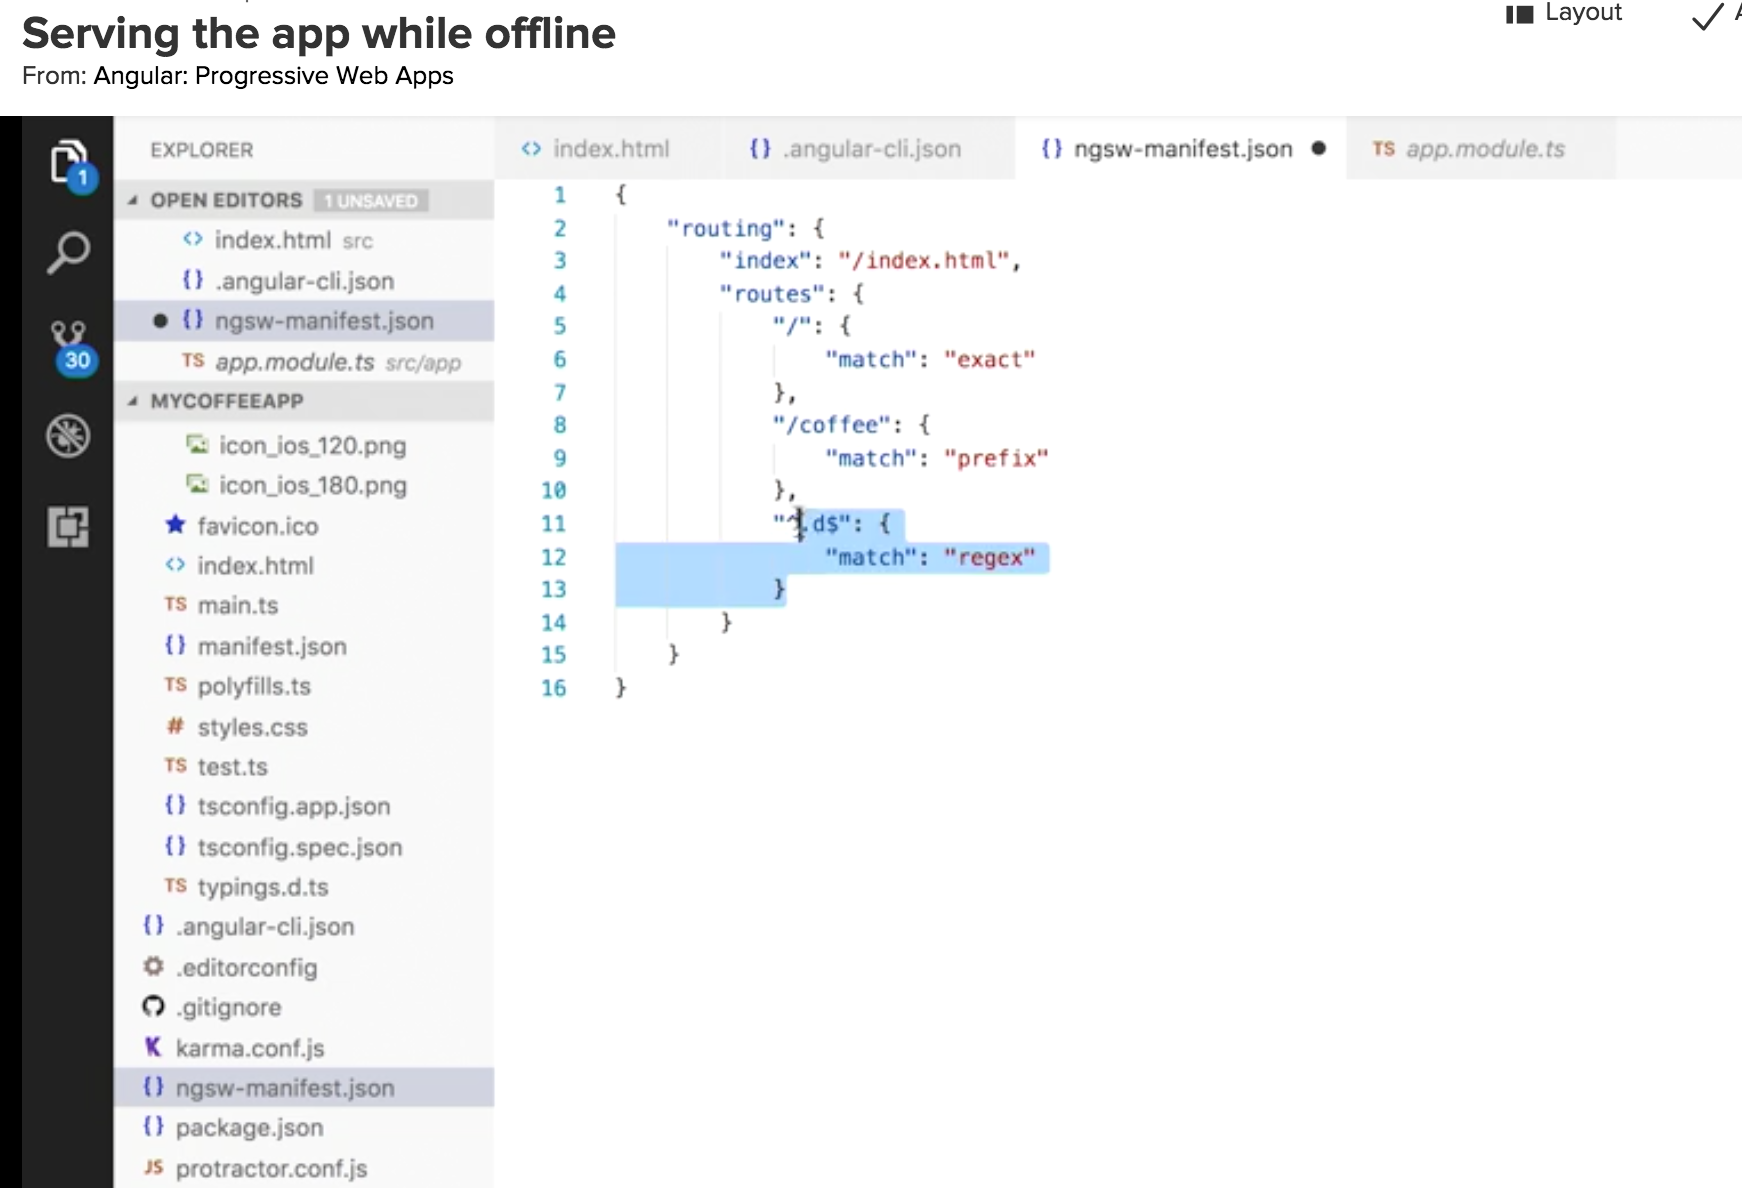 Serving the app while offline
From: Angular: Progressive Web Apps
Layout
EXPLORER
OPEN EDITORS 1 UNSAVED
index.html src
.angular-cli.json
ngsw-manifest.json
app.module.ts src/app
MYCOFFEEAPP
icon_ios_120.png
icon_ios_180.png
favicon.ico
index.html
main.ts
manifest.json
polyfills.ts
styles.css
test.ts
tsconfig.app.json
tsconfig.spec.json
typings.d.ts
.angular-cli.json
.editorconfig
.gitignore
karma.conf.js
ngsw-manifest.json
package.json
protractor.conf.js
1
30
index.html {} .angular-cli.json {} ngsw-manifest.json TS app.module.ts
1 {
2 "routing": {
3 "index": "/index.html",
4 "routes": {
5 "/": {
6 "match": "exact"
7 },
8 "/coffee": {
9 "match": "prefix"
10 },
11 "^.d$": {
12 "match": "regex"
13 }
14 }
15 }
16 }